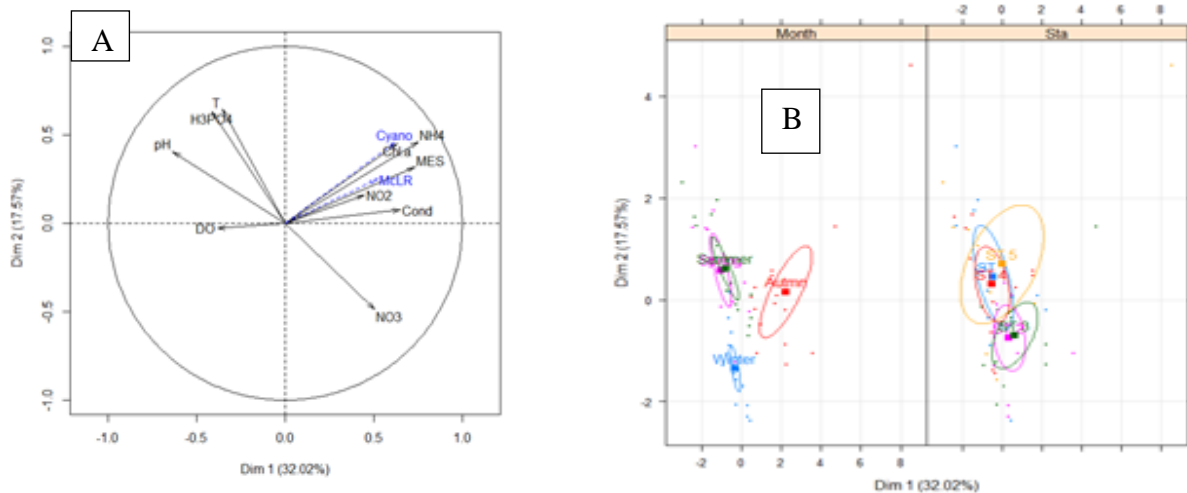 A
1.0
0.5
0.0
-0.5
-1.0
Dim 2 (17.57%)
T
H3PO4
pH
DO
Cyano
NH4
Chl.a
MES
McLR
NO2
Cond
NO3
-1.0 -0.5 0.0 0.5 1.0
Dim 1 (32.02%)
B
-2 0 2 4 6 8
Month Sta
4
2
0
-2
Dim 2 (17.57%)
Winter
-2 0 2 4 6 8
Dim 1 (32.02%)